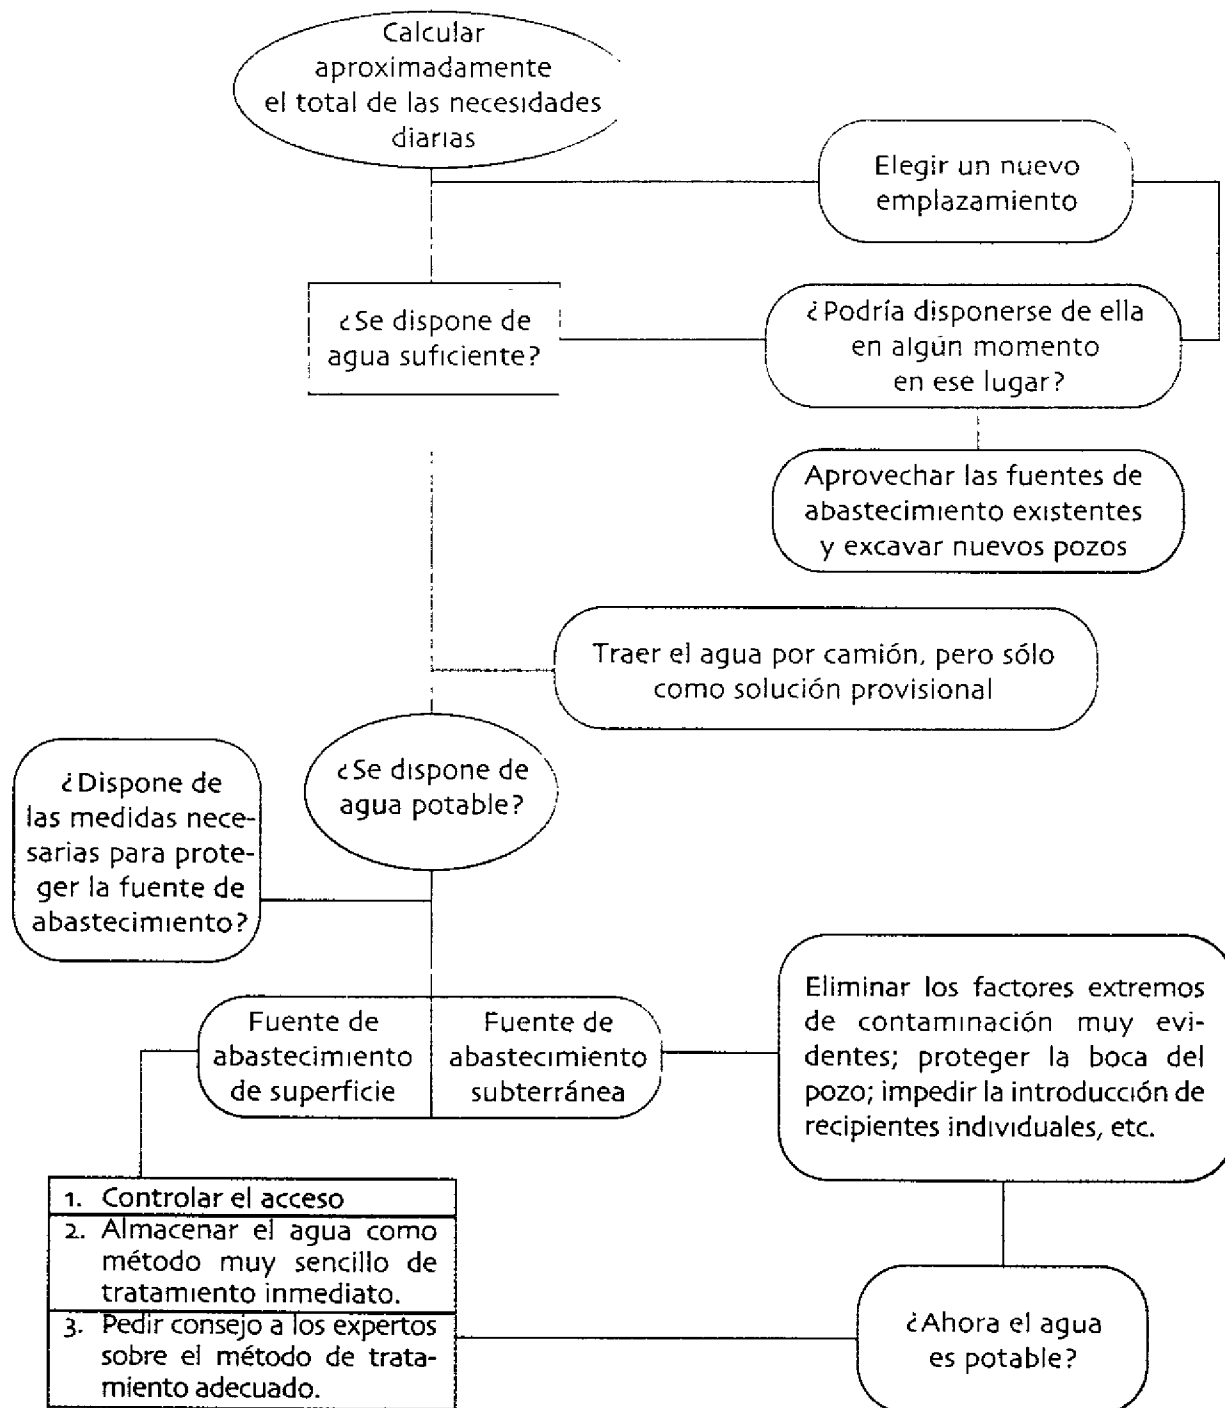 Calcular
aproximadamente
el total de las necesidades
diarias
Elegir un nuevo
emplazamiento
¿Se dispone de
agua suficiente?
¿Podría disponerse de ella
en algún momento
en ese lugar?
Aprovechar las fuentes de
abastecimiento existentes
y excavar nuevos pozos
Traer el agua por camión, pero sólo
como solución provisional
¿Se dispone de
agua potable?
¿Dispone de
las medidas nece-
sarias para prote-
ger la fuente de
abastecimiento?
Fuente de
abastecimiento
de superficie
Fuente de
abastecimiento
subterránea
Eliminar los factores extremos
de contaminación muy evi-
dentes; proteger la boca del
pozo; impedir la introducción de
recipientes individuales, etc.
1. Controlar el acceso
2. Almacenar el agua como
método muy sencillo de
tratamiento inmediato.
3. Pedir consejo a los expertos
sobre el método de trata-
miento adecuado.
¿Ahora el agua
es potable?